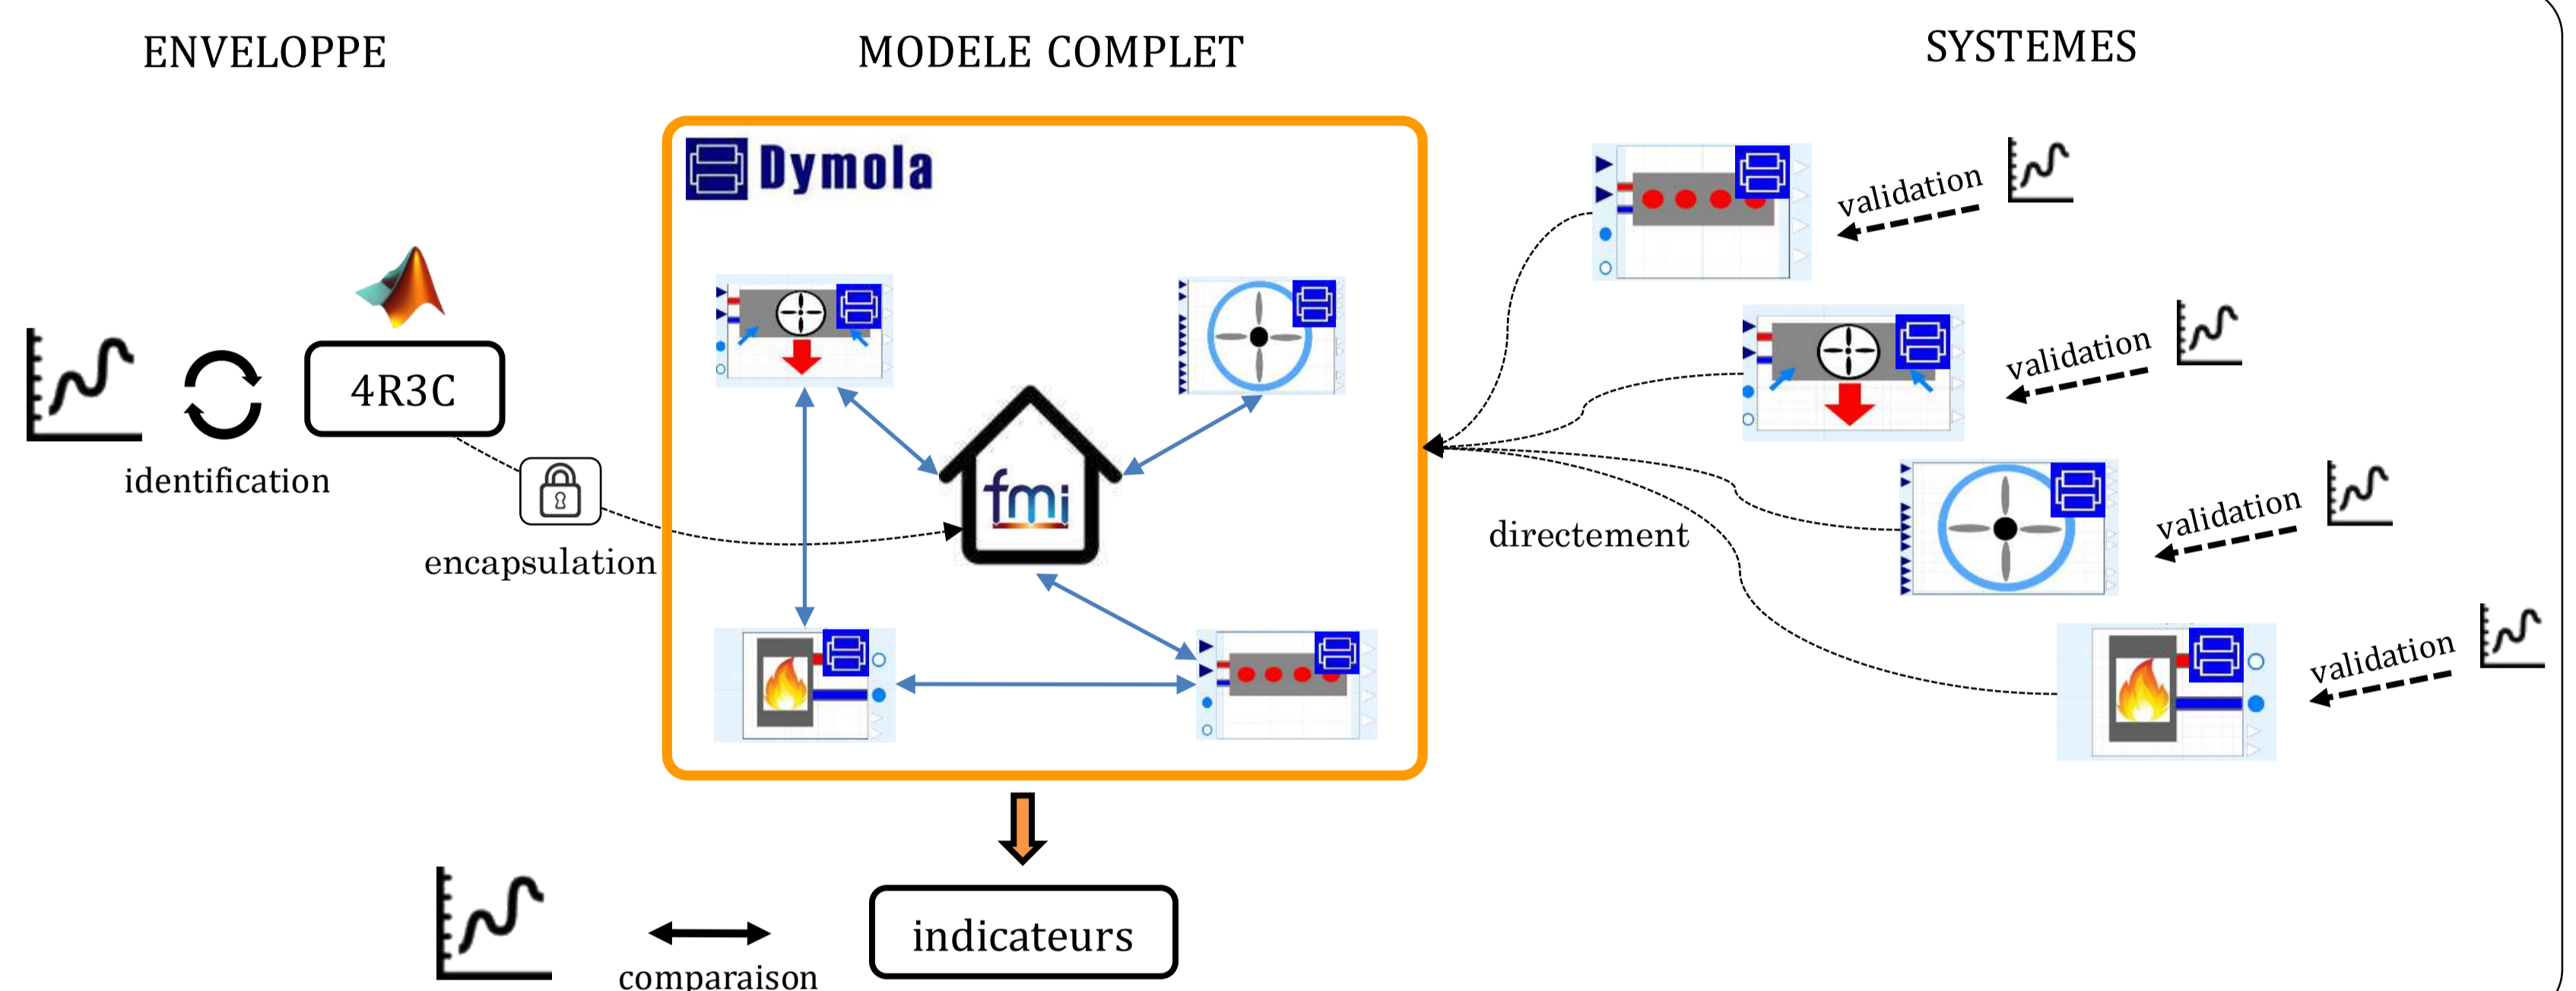 ENVELOPPE
MODELE COMPLET
SYSTEMES
Dymola
validation
validation
4R3C
identification
fmi
encapsulation
directement
validation
validation
indicateurs
comparaison